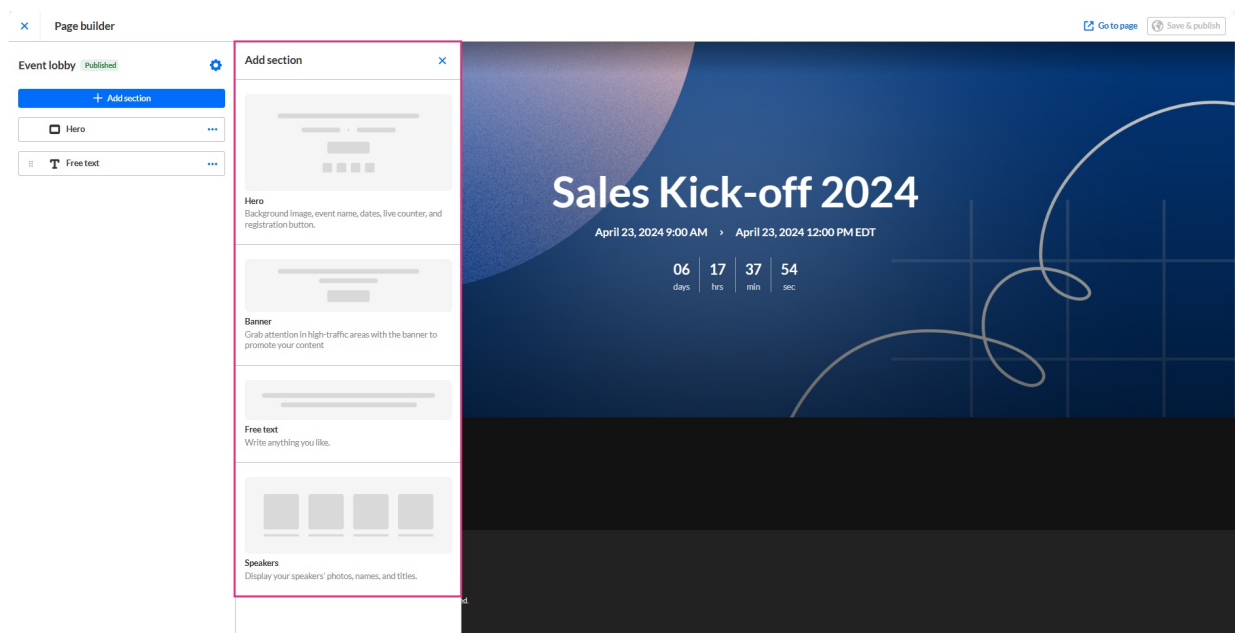 Page builder
Go to page
Save & publish
Event lobby Published
+ Add section
Hero
Free text
Add section
Hero
Background image, event name, dates, live counter, and
registration button.
Banner
Grab attention in high-traffic areas with the banner to
promote your content
Free text
Write anything you like.
Speakers
Display your speakers' photos, names, and titles.
Sales Kick-off 2024
April 23, 2024 9:00 AM > April 23, 2024 12:00 PM EDT
06 17 37 54
days hrs min sec